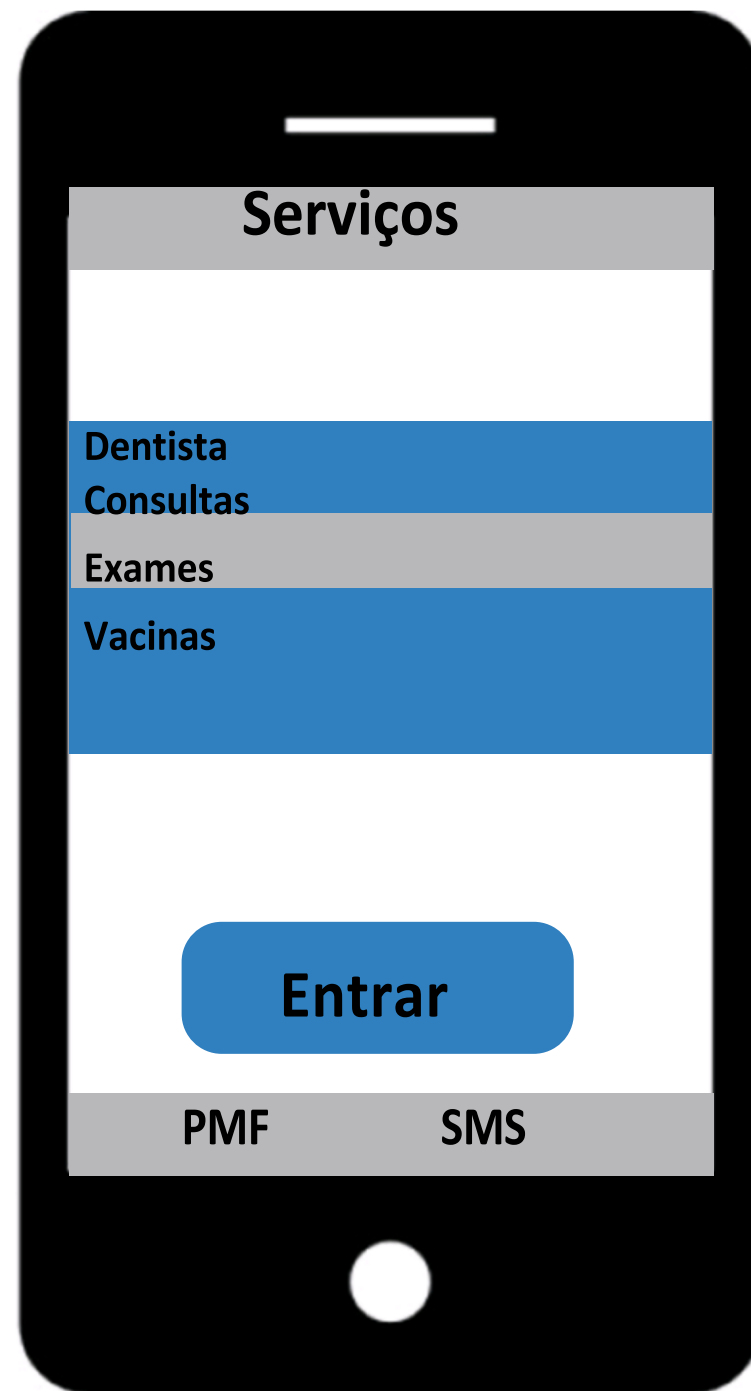 Serviços
Dentista
Consultas
Exames
Vacinas
Entrar
PMF SMS